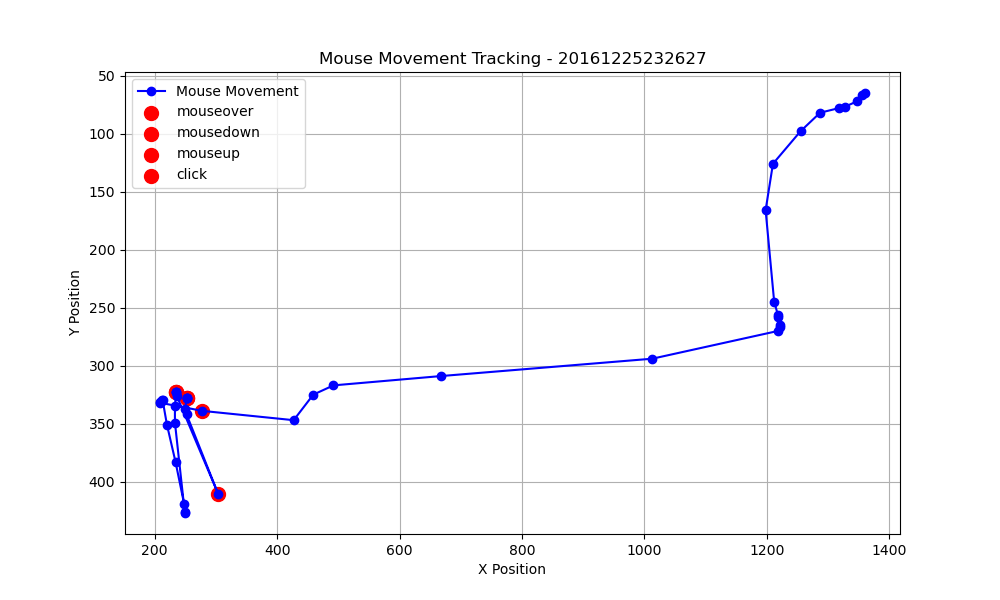 Mouse Movement Tracking - 20161225232627
Mouse Movement
mouseover
mousedown
mouseup
click
Y Position
50
100
150
200
250
300
350
400
200 400 600 800 1000 1200 1400
X Position